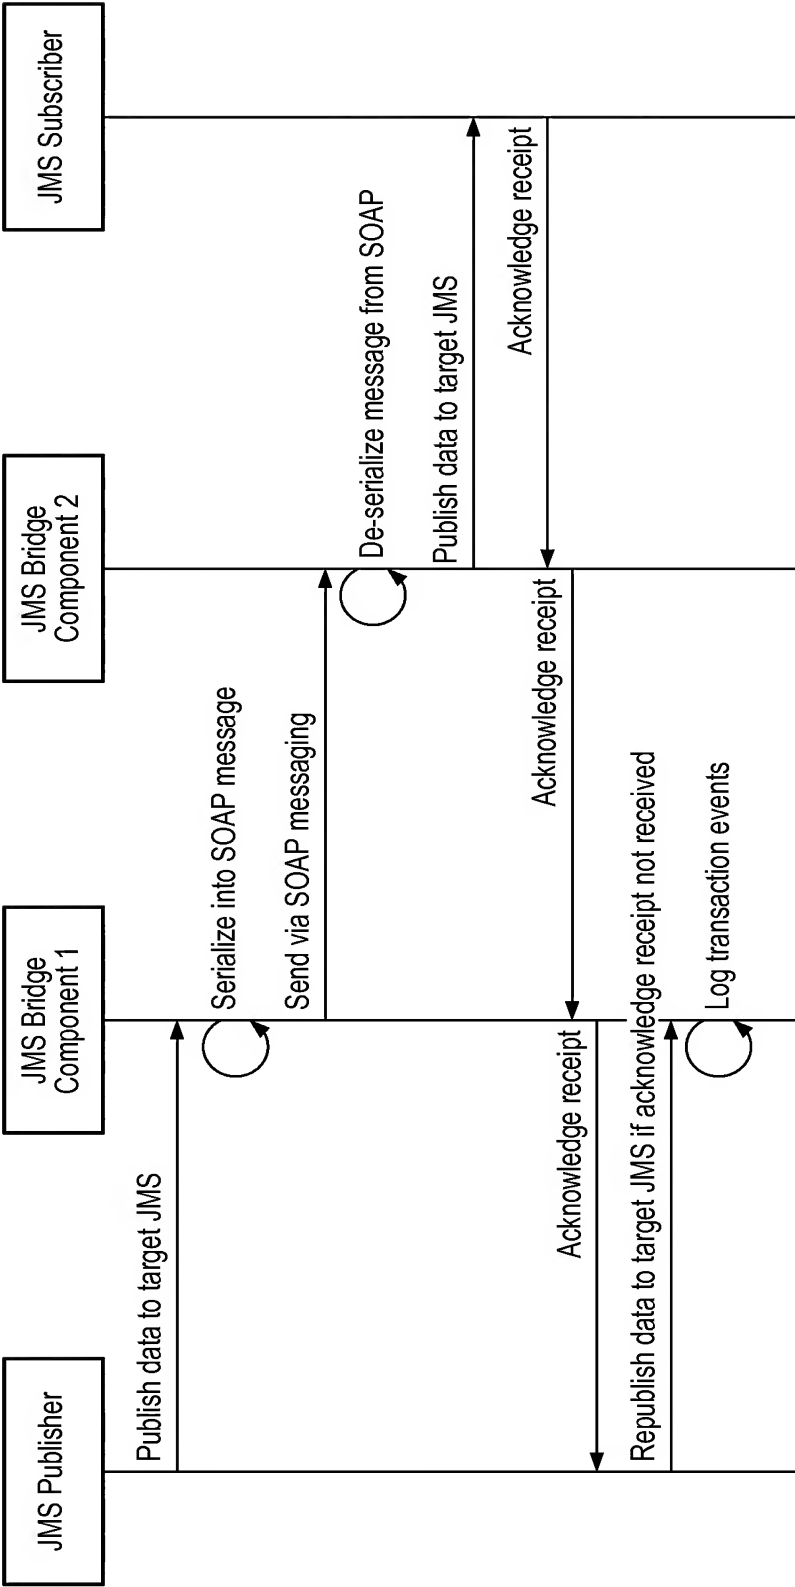 JMS Publisher
JMS Bridge
Component 1
JMS Bridge
Component 2
JMS Subscriber
Publish data to target JMS
Serialize into SOAP message
Send via SOAP messaging
De-serialize message from SOAP
Publish data to target JMS
Acknowledge receipt
Acknowledge receipt
Acknowledge receipt
Republish data to target JMS if acknowledge receipt not received
Log transaction events